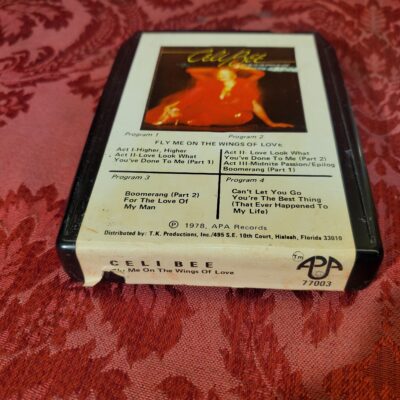 Celi Bee
Program 1
Program 2
FLY ME ON THE WINGS OF LOVE
Act I-Higher, Higher
Act II-Love Look What
You've Done To Me (Part 1)
Act II- Love Look What
You've Done To Me (Part 2)
Act III-Midnite Passion/Epilog
Boomerang (Part 1)
Program 3
Program 4
Boomerang (Part 2)
For The Love Of
My Man
Can't Let You Go
You're The Best Thing
(That Ever Happened To
My Life)
Ⓟ 1978, APA Records
Distributed by: T.K. Productions, Inc./495 S.E. 10th Court, Hialeah, Florida 33010
CELI BEE
Me On The Wings Of Love
TM
APA
77003